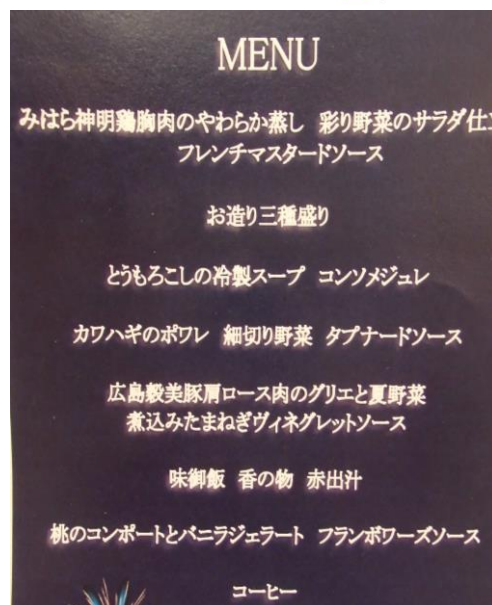 MENU
みはら神明鶏胸肉のやわらか蒸し　彩り野菜のサラダ仕
フレンチマスタードソース
お造り三種盛り
とうもろこしの冷製スープ　コンソメジュレ
カワハギのポワレ　細切り野菜　タプナードソース
広島穀美豚肩ロース肉のグリエと夏野菜
煮込みたまねぎヴィネグレットソース
味御飯　香の物　赤出汁
桃のコンポートとバニラジェラート　フランボワーズソース
コーヒー